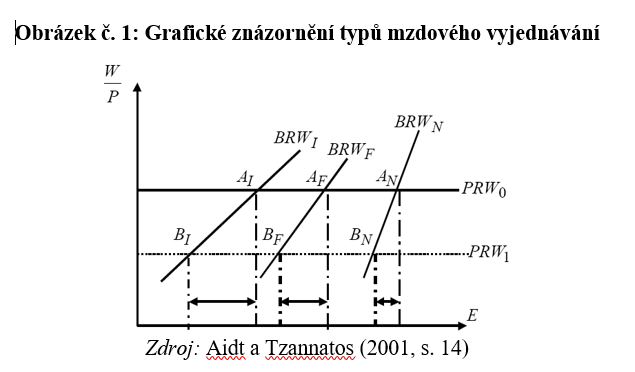 Obrázek č. 1: Grafické znázornění typů mzdového vyjednávání
W
P
BRW_N
BRW_I
BRW_F
A_I
A_F
A_N
PRW_0
B_I
B_F
B_N
PRW_1
E
Zdroj: Aidt a Tzannatos (2001, s. 14)